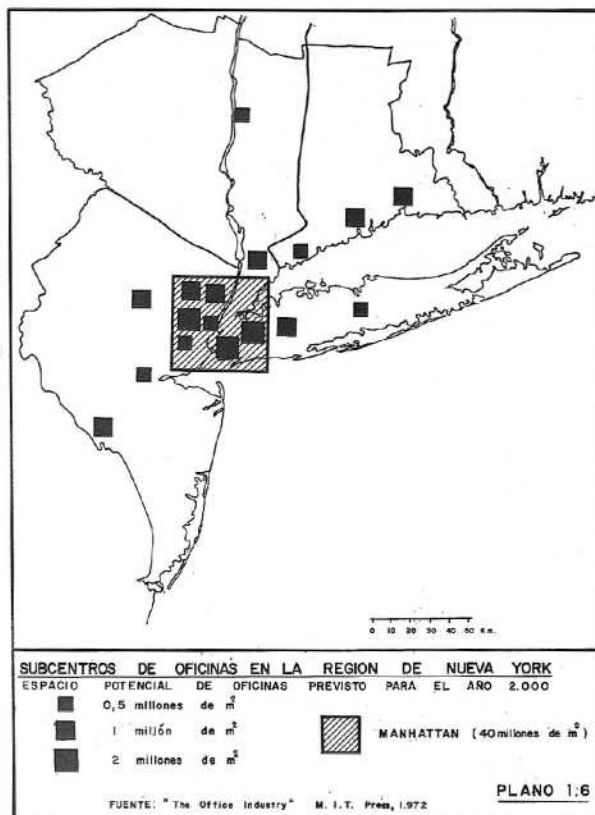 0 10 20 30 40 50 Km.
SUBCENTROS DE OFICINAS EN LA REGION DE NUEVA YORK
ESPACIO POTENCIAL DE OFICINAS PREVISTO PARA EL AÑO 2.000
0,5 millones de m²
1 millón de m²
2 millones de m²
MANHATTAN (40 millones de m²)
PLANO 1:6
FUENTE: "The Office Industry" M. I. T. Press, 1.972